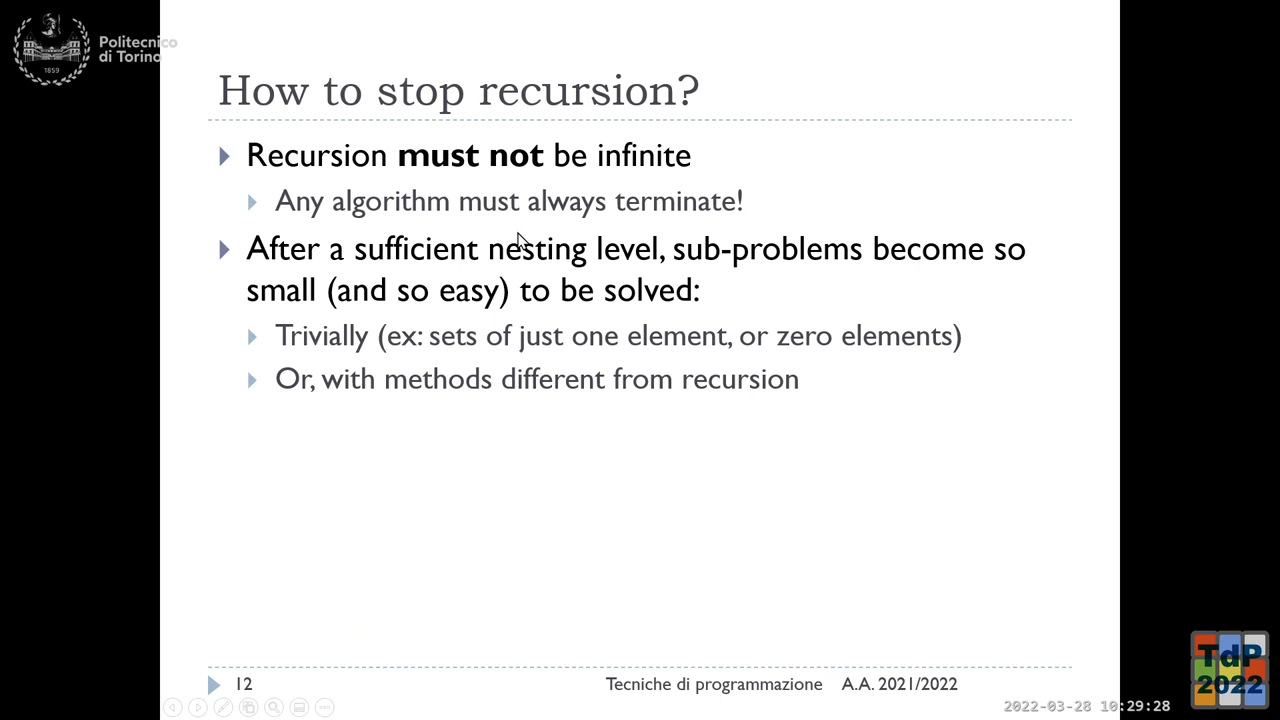 Politecnico
di Torino
1859
How to stop recursion?
Recursion must not be infinite
Any algorithm must always terminate!
After a sufficient nesting level, sub-problems become so
small (and so easy) to be solved:
Trivially (ex: sets of just one element, or zero elements)
Or, with methods different from recursion
12
Tecniche di programmazione A.A. 2021/2022
TdP
2022
2022-03-28 10:29:28